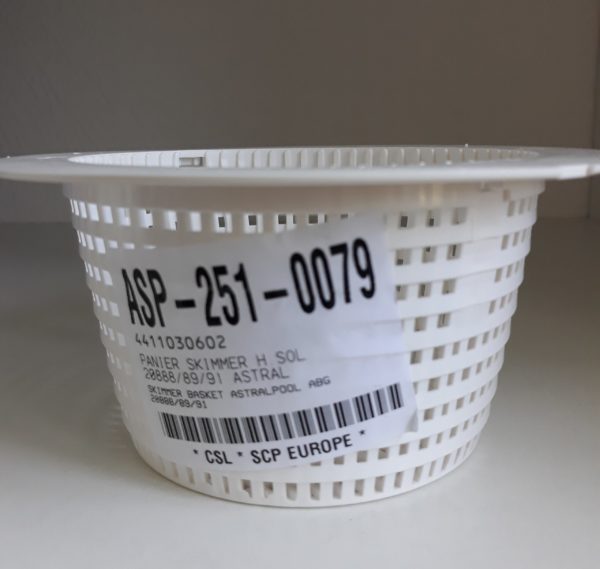 ASP-251-0079
4411030602
PANIER SKIMMER H SOL
20888/89/91 ASTRAL
SKIMMER BASKET ASTRALPOOL ABG
20888/89/91
* CSL * SCP EUROPE *